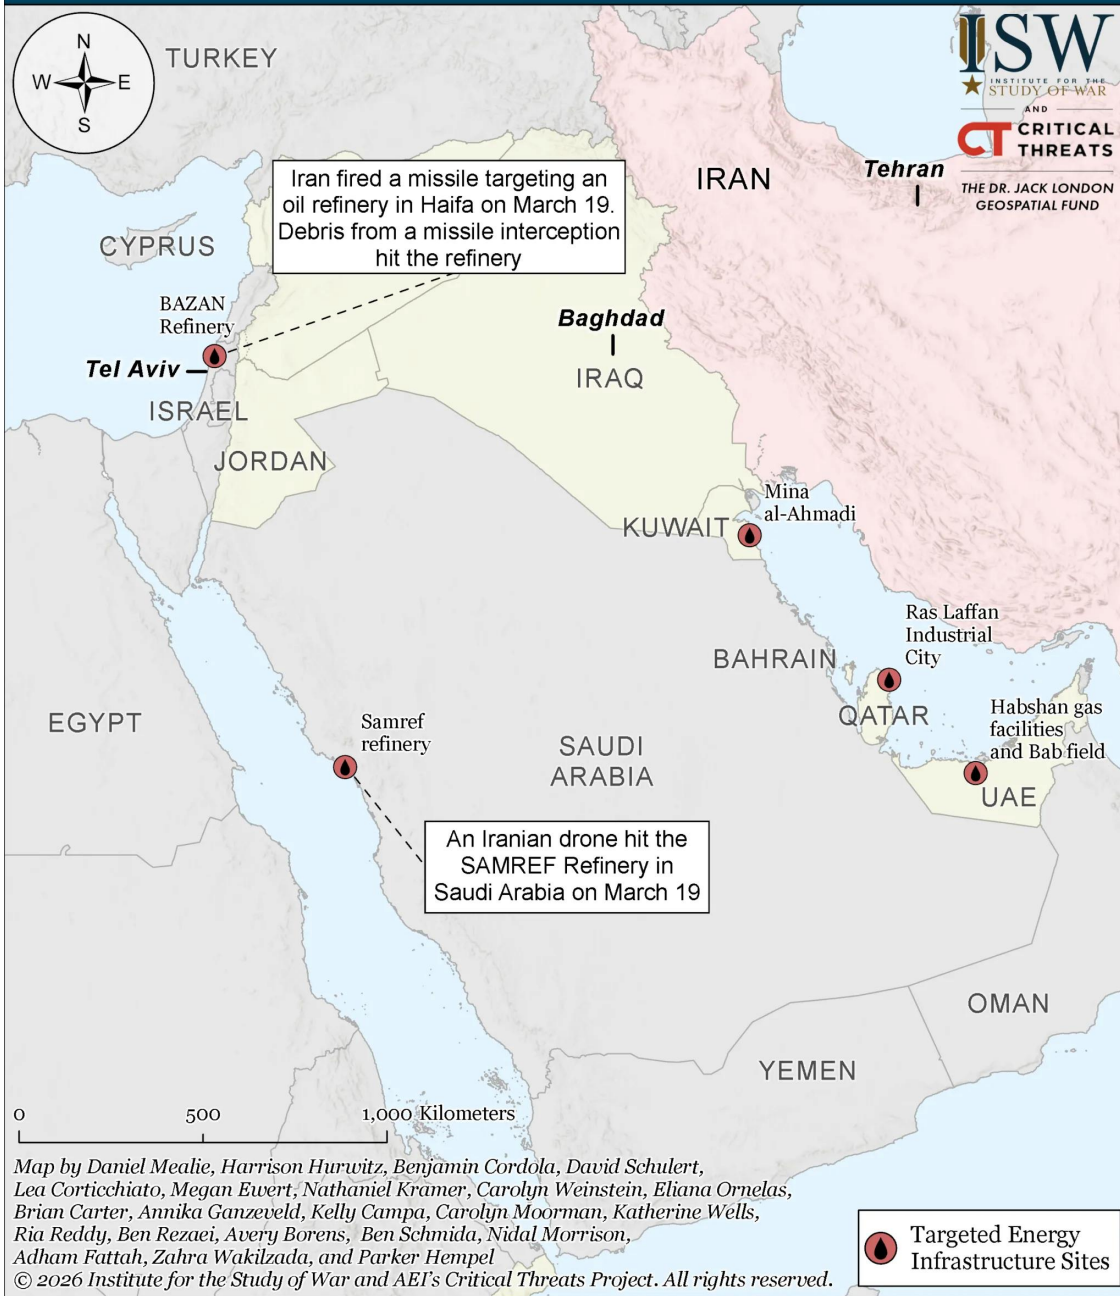 N
W
E
S
TURKEY
ISW
INSTITUTE FOR THE
STUDY OF WAR
AND
CT CRITICAL
THREATS
THE DR. JACK LONDON
GEOSPATIAL FUND
IRAN
Tehran
Iran fired a missile targeting an
oil refinery in Haifa on March 19.
Debris from a missile interception
hit the refinery
CYPRUS
BAZAN
Refinery
Tel Aviv
ISRAEL
JORDAN
Baghdad
IRAQ
Mina
al-Ahmadi
KUWAIT
Ras Laffan
Industrial
City
BAHRAIN
QATAR
Habshan gas
facilities
and Bab field
UAE
EGYPT
Samref
refinery
SAUDI
ARABIA
An Iranian drone hit the
SAMREF Refinery in
Saudi Arabia on March 19
OMAN
YEMEN
0 500 1,000 Kilometers
Map by Daniel Mealie, Harrison Hurwitz, Benjamin Cordola, David Schulert,
Lea Corticchiato, Megan Ewert, Nathaniel Kramer, Carolyn Weinstein, Eliana Ornelas,
Brian Carter, Annika Ganzeveld, Kelly Campa, Carolyn Moorman, Katherine Wells,
Ria Reddy, Ben Rezaei, Avery Borens, Ben Schmida, Nidal Morrison,
Adham Fattah, Zahra Wakilzada, and Parker Hempel
© 2026 Institute for the Study of War and AEI's Critical Threats Project. All rights reserved.
Targeted Energy
Infrastructure Sites